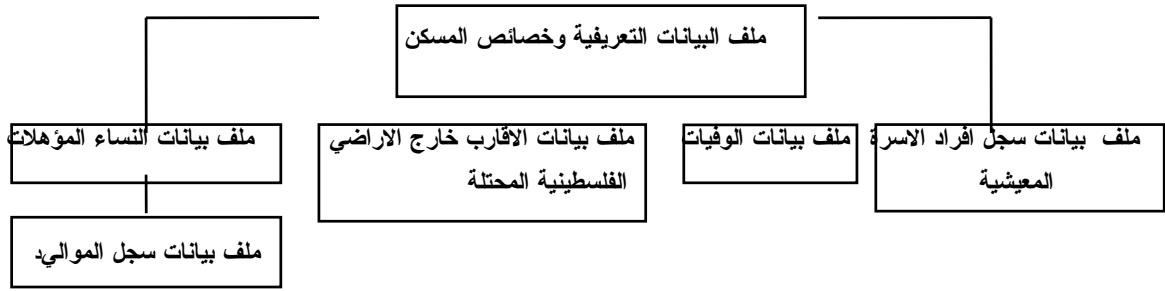 ملف البيانات التعريفية وخصائص المسكن
ملف بيانات سجل افراد الاسرة
المعيشية
ملف بيانات الوفيات
ملف بيانات الاقارب خارج الاراضي
الفلسطينية المحتلة
ملف بيانات النساء المؤهلات
ملف بيانات سجل المواليد